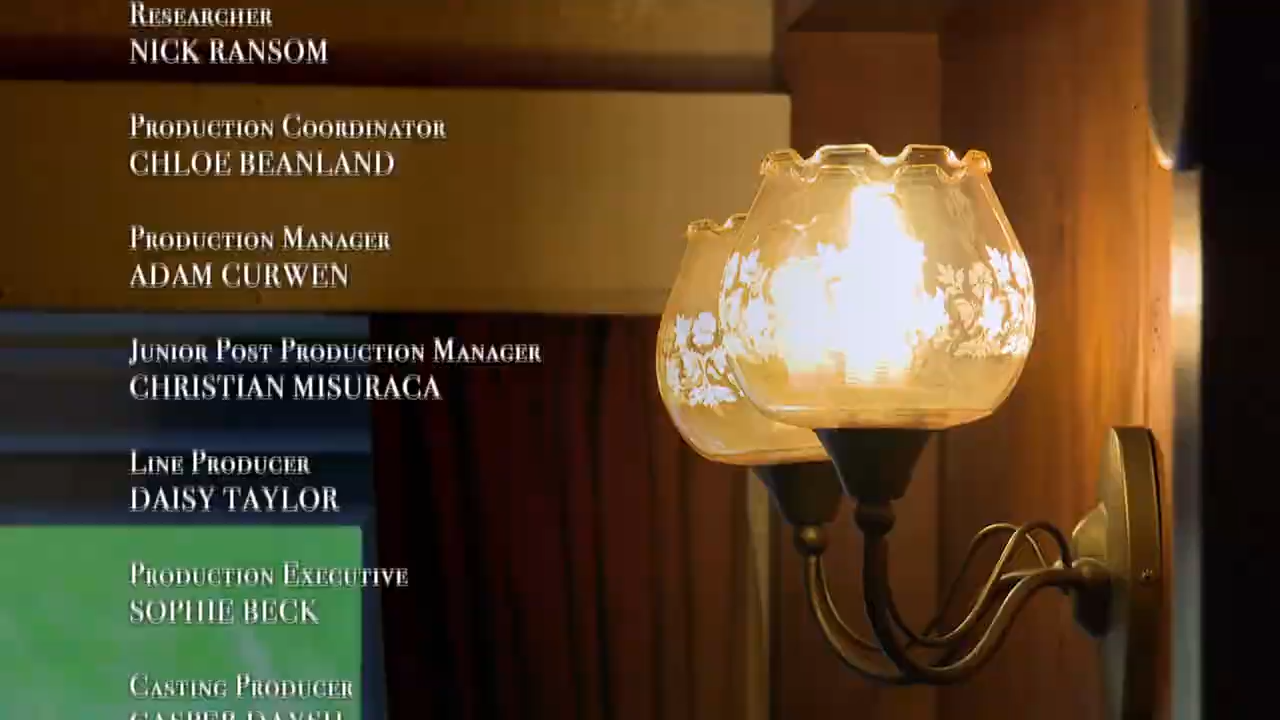 Researcher
NICK RANSOM
Production Coordinator
CHLOE BEANLAND
Production Manager
ADAM CURWEN
Junior Post Production Manager
CHRISTIAN MISURACA
Line Producer
DAISY TAYLOR
Production Executive
SOPHIE BECK
Casting Producer